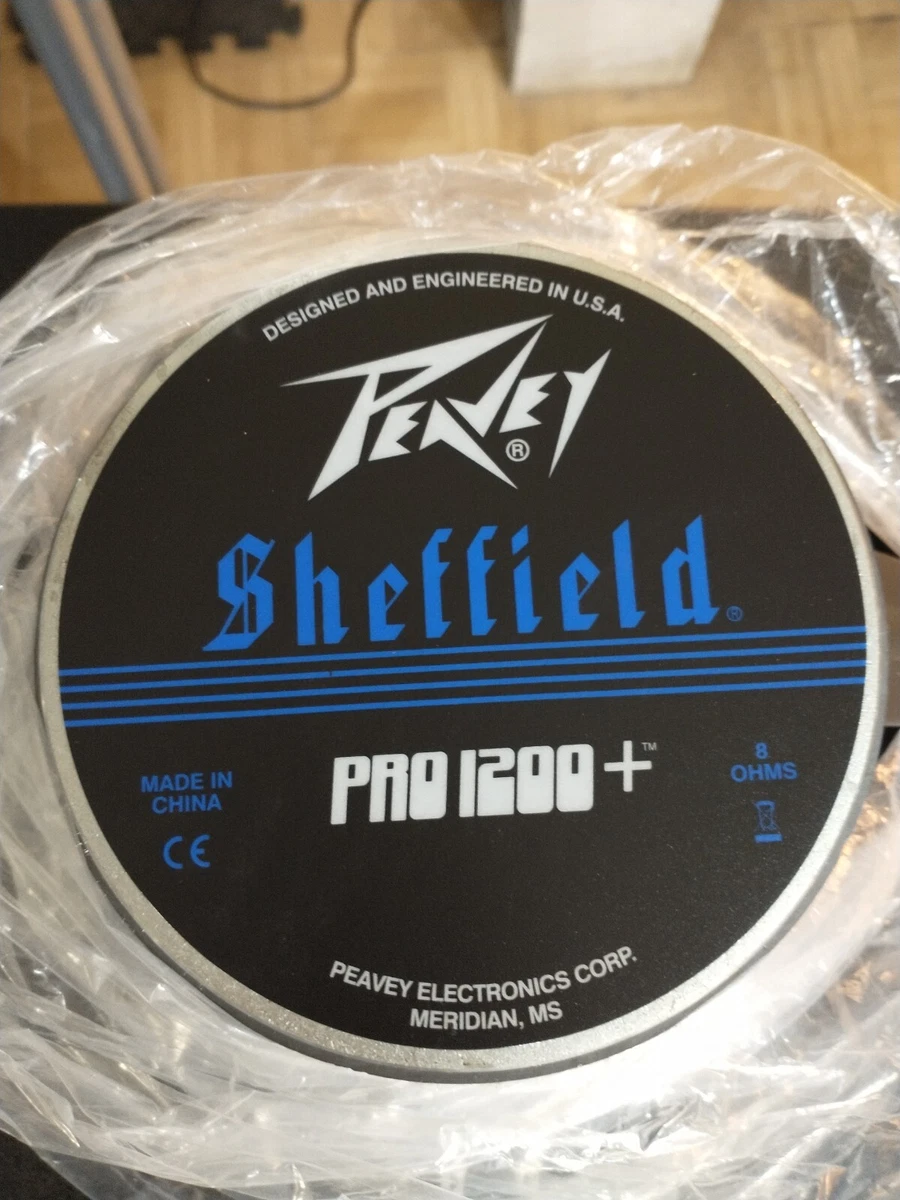 DESIGNED AND ENGINEERED IN U.S.A.
PEAVEY®
Sheffield®
PRO 1200+™
MADE IN
CHINA
CE
8
OHMS
PEAVEY ELECTRONICS CORP.
MERIDIAN, MS